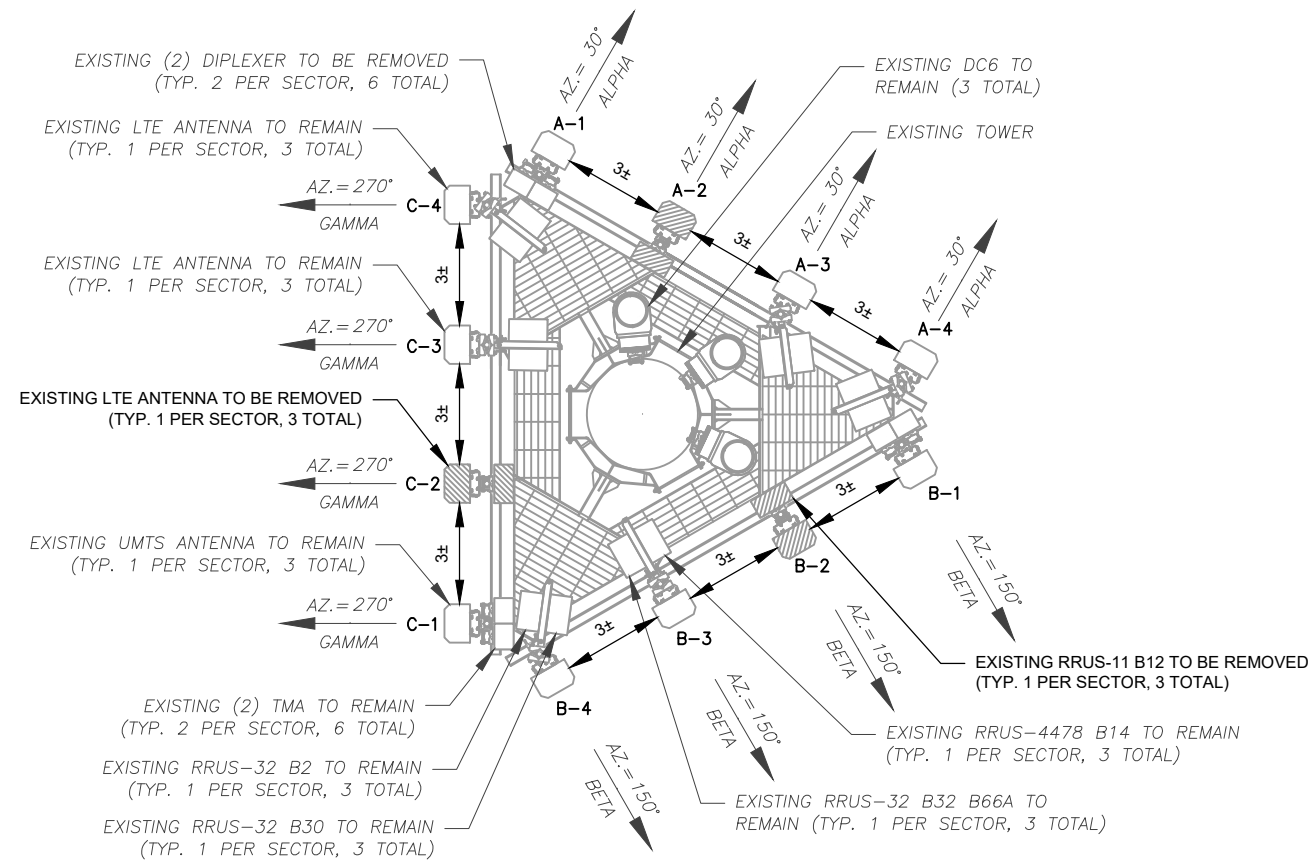 EXISTING (2) DIPLEXER TO BE REMOVED
(TYP. 2 PER SECTOR, 6 TOTAL)
EXISTING LTE ANTENNA TO REMAIN
(TYP. 1 PER SECTOR, 3 TOTAL)
AZ.= 270°
C-4
GAMMA
EXISTING LTE ANTENNA TO REMAIN
(TYP. 1 PER SECTOR, 3 TOTAL)
3±
AZ.= 270°
C-3
GAMMA
EXISTING LTE ANTENNA TO BE REMOVED
(TYP. 1 PER SECTOR, 3 TOTAL)
3±
AZ.= 270°
C-2
GAMMA
EXISTING UMTS ANTENNA TO REMAIN
(TYP. 1 PER SECTOR, 3 TOTAL)
3±
AZ.= 270°
C-1
GAMMA
EXISTING (2) TMA TO REMAIN
(TYP. 2 PER SECTOR, 6 TOTAL)
EXISTING RRUS-32 B2 TO REMAIN
(TYP. 1 PER SECTOR, 3 TOTAL)
EXISTING RRUS-32 B30 TO REMAIN
(TYP. 1 PER SECTOR, 3 TOTAL)
AZ.= 30°
ALPHA
A-1
3±
AZ.= 30°
ALPHA
A-2
3±
AZ.= 30°
ALPHA
A-3
3±
AZ.= 30°
ALPHA
A-4
EXISTING DC6 TO
REMAIN (3 TOTAL)
EXISTING TOWER
B-1
3±
B-2
3±
B-3
3±
B-4
AZ.= 150°
BETA
AZ.= 150°
BETA
AZ.= 150°
BETA
AZ.= 150°
BETA
EXISTING RRUS-11 B12 TO BE REMOVED
(TYP. 1 PER SECTOR, 3 TOTAL)
EXISTING RRUS-4478 B14 TO REMAIN
(TYP. 1 PER SECTOR, 3 TOTAL)
EXISTING RRUS-32 B32 B66A TO
REMAIN (TYP. 1 PER SECTOR, 3 TOTAL)